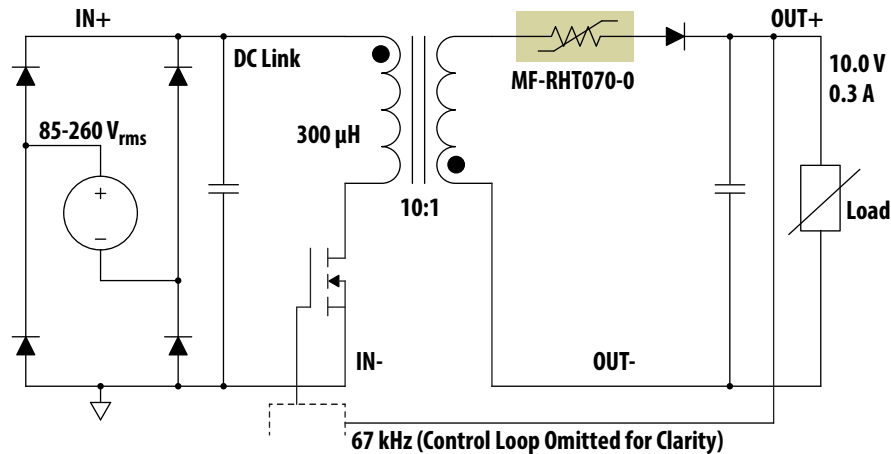 IN+
OUT+
DC Link
10.0 V
0.3 A
MF-RHT070-0
85-260 Vrms
300 µH
+
–
10:1
Load
IN-
OUT-
67 kHz (Control Loop Omitted for Clarity)